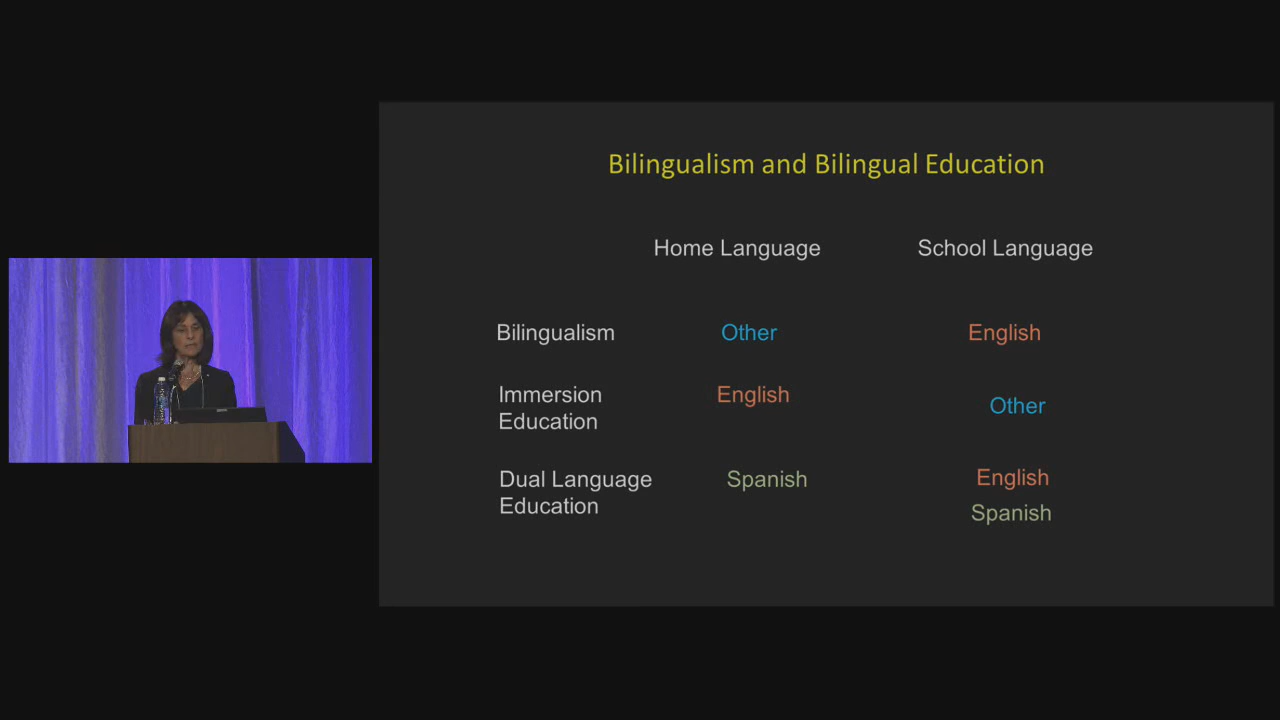 Bilingualism and Bilingual Education
Home Language School Language
Bilingualism Other English
Immersion Education English Other
Dual Language Education Spanish English Spanish